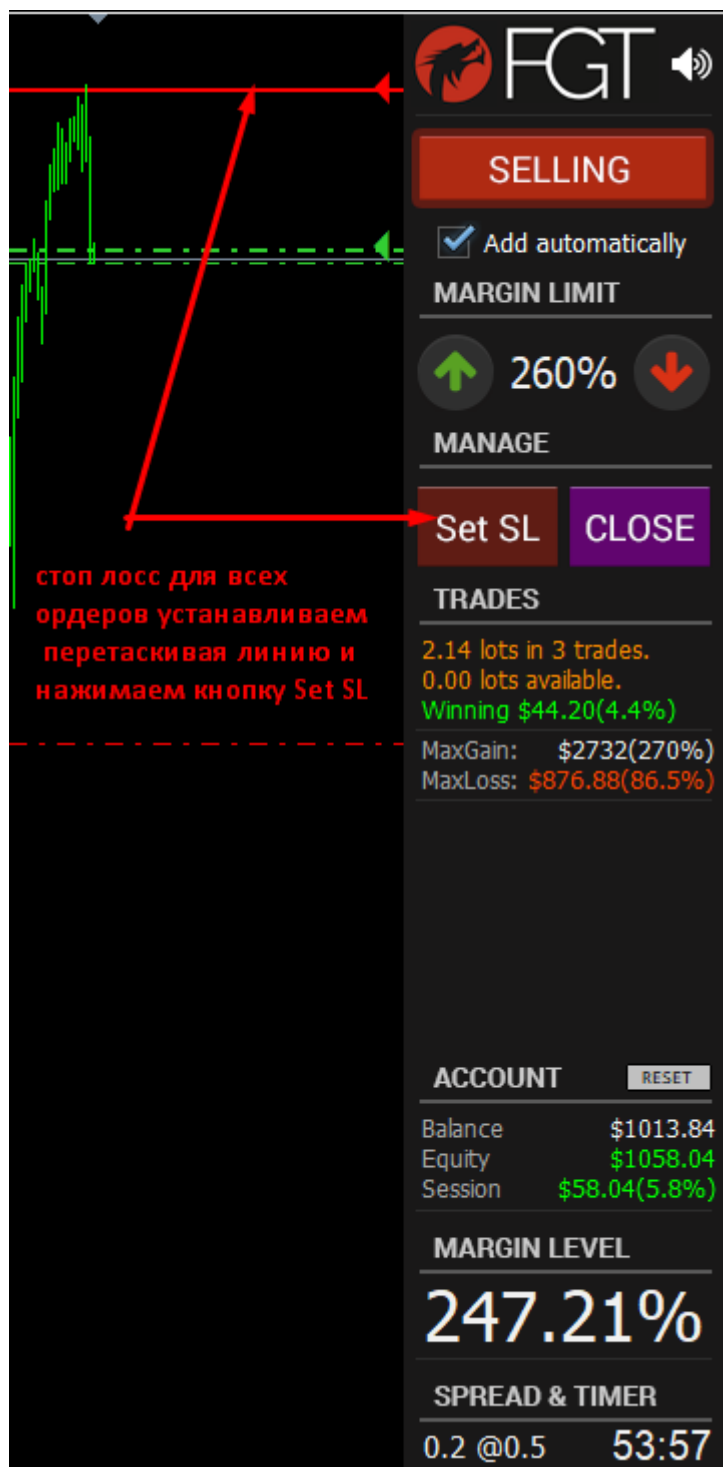 FGT
SELLING
Add automatically
MARGIN LIMIT
260%
MANAGE
Set SL CLOSE
стоп лосс для всех
ордеров устанавливаем
перетаскивая линию и
нажимаем кнопку Set SL
TRADES
2.14 lots in 3 trades.
0.00 lots available.
Winning $44.20(4.4%)
MaxGain: $2732(270%)
MaxLoss: $876.88(86.5%)
ACCOUNT RESET
Balance $1013.84
Equity $1058.04
Session $58.04(5.8%)
MARGIN LEVEL
247.21%
SPREAD & TIMER
0.2 @0.5 53:57